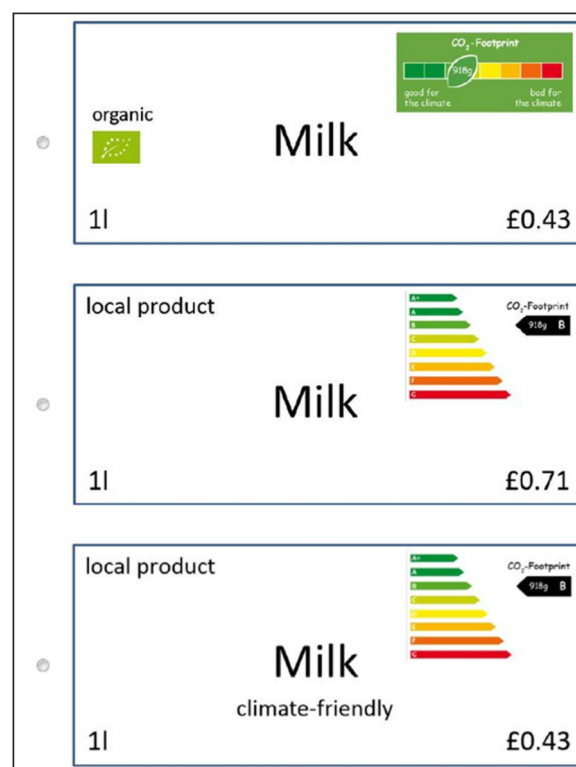 CO₂-Footprint
918g
good for
the climate
bad for
the climate
organic
Milk
1l
£0.43
local product
A+
A
B
C
D
E
F
G
CO₂-Footprint
918g B
Milk
1l
£0.71
local product
A+
A
B
C
D
E
F
G
CO₂-Footprint
918g B
Milk
climate-friendly
1l
£0.43